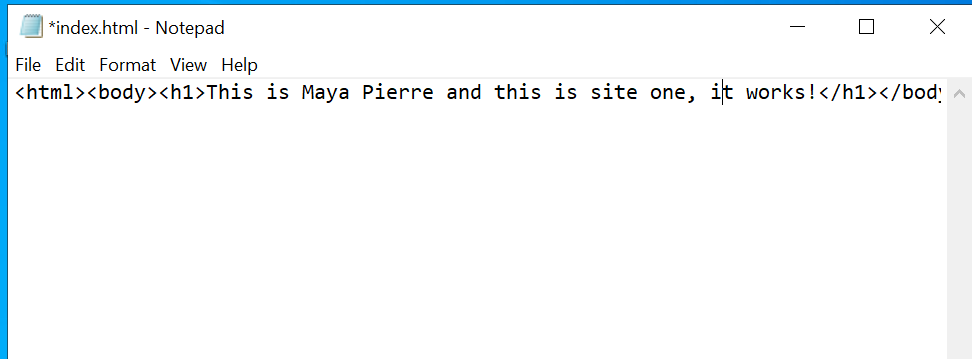 *index.html - Notepad
File Edit Format View Help
<html><body><h1>This is Maya Pierre and this is site one, it works!</h1></body